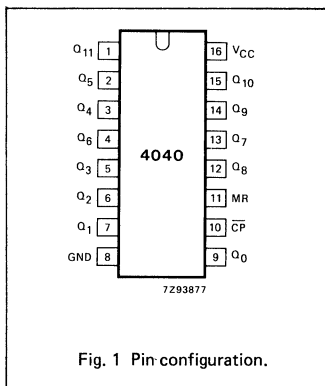 Q11 1 16 VCC
Q5 2 15 Q10
Q4 3 14 Q9
Q6 4 13 Q7
4040
Q3 5 12 Q8
Q2 6 11 MR
Q1 7 10 C̅P̅
GND 8 9 Q0
7Z93877
Fig. 1 Pin configuration.